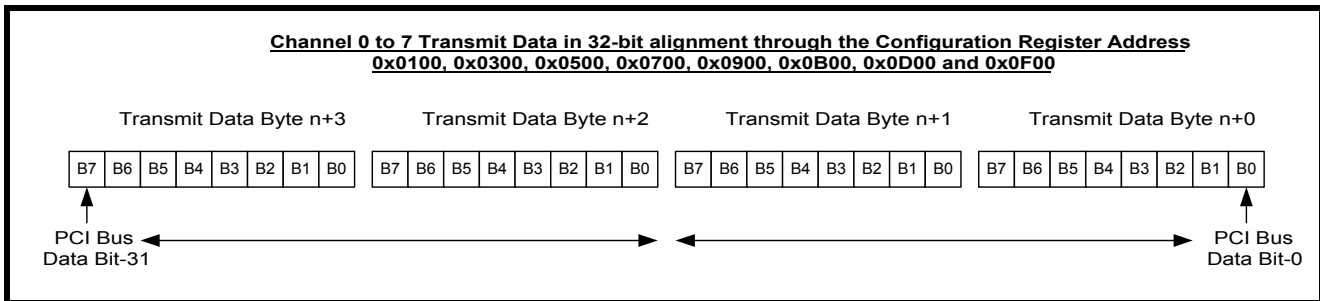 Channel 0 to 7 Transmit Data in 32-bit alignment through the Configuration Register Address
0x0100, 0x0300, 0x0500, 0x0700, 0x0900, 0x0B00, 0x0D00 and 0x0F00
Transmit Data Byte n+3 Transmit Data Byte n+2 Transmit Data Byte n+1 Transmit Data Byte n+0
B7 B6 B5 B4 B3 B2 B1 B0 B7 B6 B5 B4 B3 B2 B1 B0 B7 B6 B5 B4 B3 B2 B1 B0 B7 B6 B5 B4 B3 B2 B1 B0
PCI Bus PCI Bus
Data Bit-31 Data Bit-0